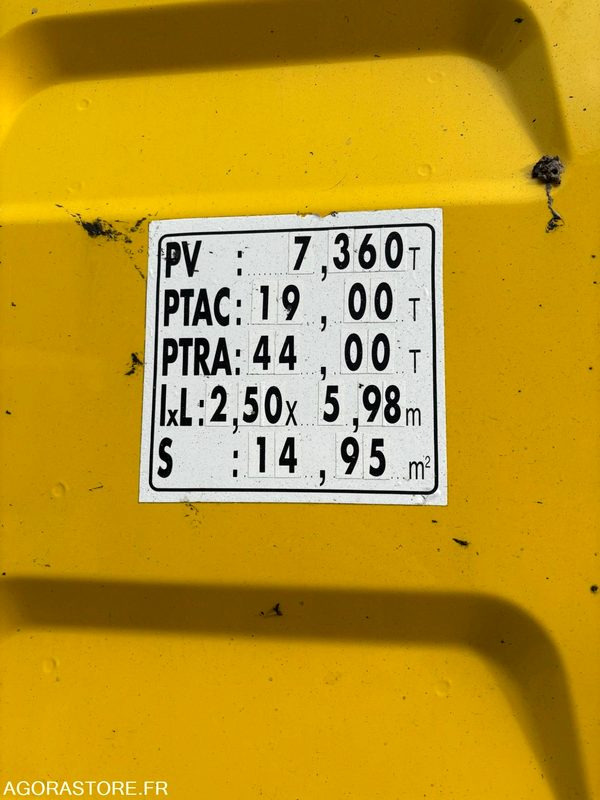 PV : 7,360 T
PTAC: 19,00 T
PTRA: 44,00 T
lxL: 2,50x 5,98 m
S : 14,95 m²
AGORASTORE.FR